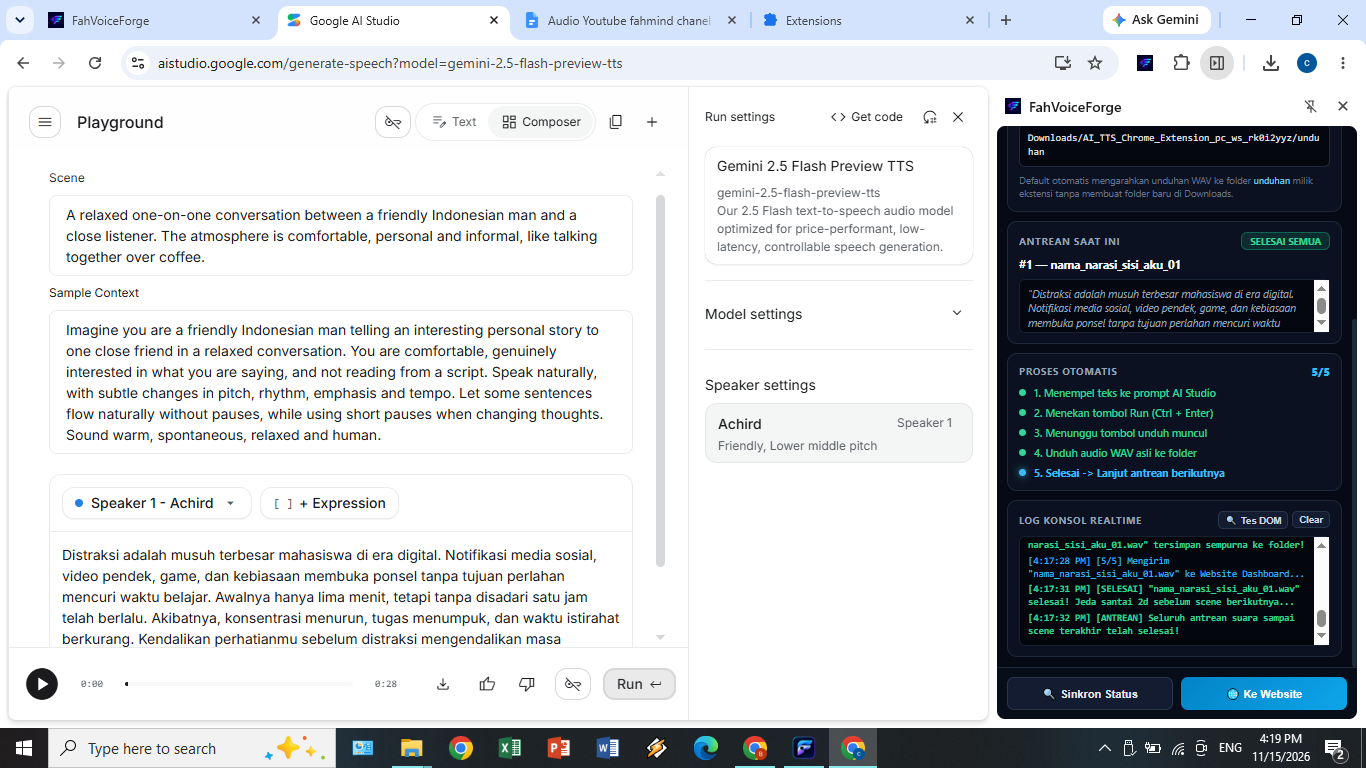 FahVoiceForge
Google AI Studio
Audio Youtube fahmind chanel
Extensions
Ask Gemini
aistudio.google.com/generate-speech?model=gemini-2.5-flash-preview-tts
c
Playground
Text
Composer
Scene
A relaxed one-on-one conversation between a friendly Indonesian man and a
close listener. The atmosphere is comfortable, personal and informal, like talking
together over coffee.
Sample Context
Imagine you are a friendly Indonesian man telling an interesting personal story to
one close friend in a relaxed conversation. You are comfortable, genuinely
interested in what you are saying, and not reading from a script. Speak naturally,
with subtle changes in pitch, rhythm, emphasis and tempo. Let some sentences
flow naturally without pauses, while using short pauses when changing thoughts.
Sound warm, spontaneous, relaxed and human.
Speaker 1 - Achird
[ ] + Expression
Distraksi adalah musuh terbesar mahasiswa di era digital. Notifikasi media sosial,
video pendek, game, dan kebiasaan membuka ponsel tanpa tujuan perlahan
mencuri waktu belajar. Awalnya hanya lima menit, tetapi tanpa disadari satu jam
telah berlalu. Akibatnya, konsentrasi menurun, tugas menumpuk, dan waktu istirahat
berkurang. Kendalikan perhatianmu sebelum distraksi mengendalikan masa
0:00
0:28
Run
Run settings
<> Get code
Gemini 2.5 Flash Preview TTS
gemini-2.5-flash-preview-tts
Our 2.5 Flash text-to-speech audio model
optimized for price-performant, low-
latency, controllable speech generation.
Model settings
Speaker settings
Achird
Speaker 1
Friendly, Lower middle pitch
FahVoiceForge
Downloads/AI_TTS_Chrome_Extension_pc_ws_rk0i2yyz/undu
han
Default otomatis mengarahkan unduhan WAV ke folder unduhan milik
ekstensi tanpa membuat folder baru di Downloads.
ANTREAN SAAT INI
SELESAI SEMUA
#1 — nama_narasi_sisi_aku_01
"Distraksi adalah musuh terbesar mahasiswa di era digital.
Notifikasi media sosial, video pendek, game, dan kebiasaan
membuka ponsel tanpa tujuan perlahan mencuri waktu
PROSES OTOMATIS
5/5
1. Menempel teks ke prompt AI Studio
2. Menekan tombol Run (Ctrl + Enter)
3. Menunggu tombol unduh muncul
4. Unduh audio WAV asli ke folder
5. Selesai -> Lanjut antrean berikutnya
LOG KONSOL REALTIME
Tes DOM
Clear
narasi_sisi_aku_01.wav" tersimpan sempurna ke folder!
[4:17:28 PM] [5/5] Mengirim
"nama_narasi_sisi_aku_01.wav" ke Website Dashboard...
[4:17:31 PM] [SELESAI] "nama_narasi_sisi_aku_01.wav"
selesai! Jeda santai 2d sebelum scene berikutnya...
[4:17:32 PM] [ANTREAN] Seluruh antrean suara sampai
scene terakhir telah selesai!
Sinkron Status
Ke Website
Type here to search
ENG
4:19 PM
11/15/2026
2